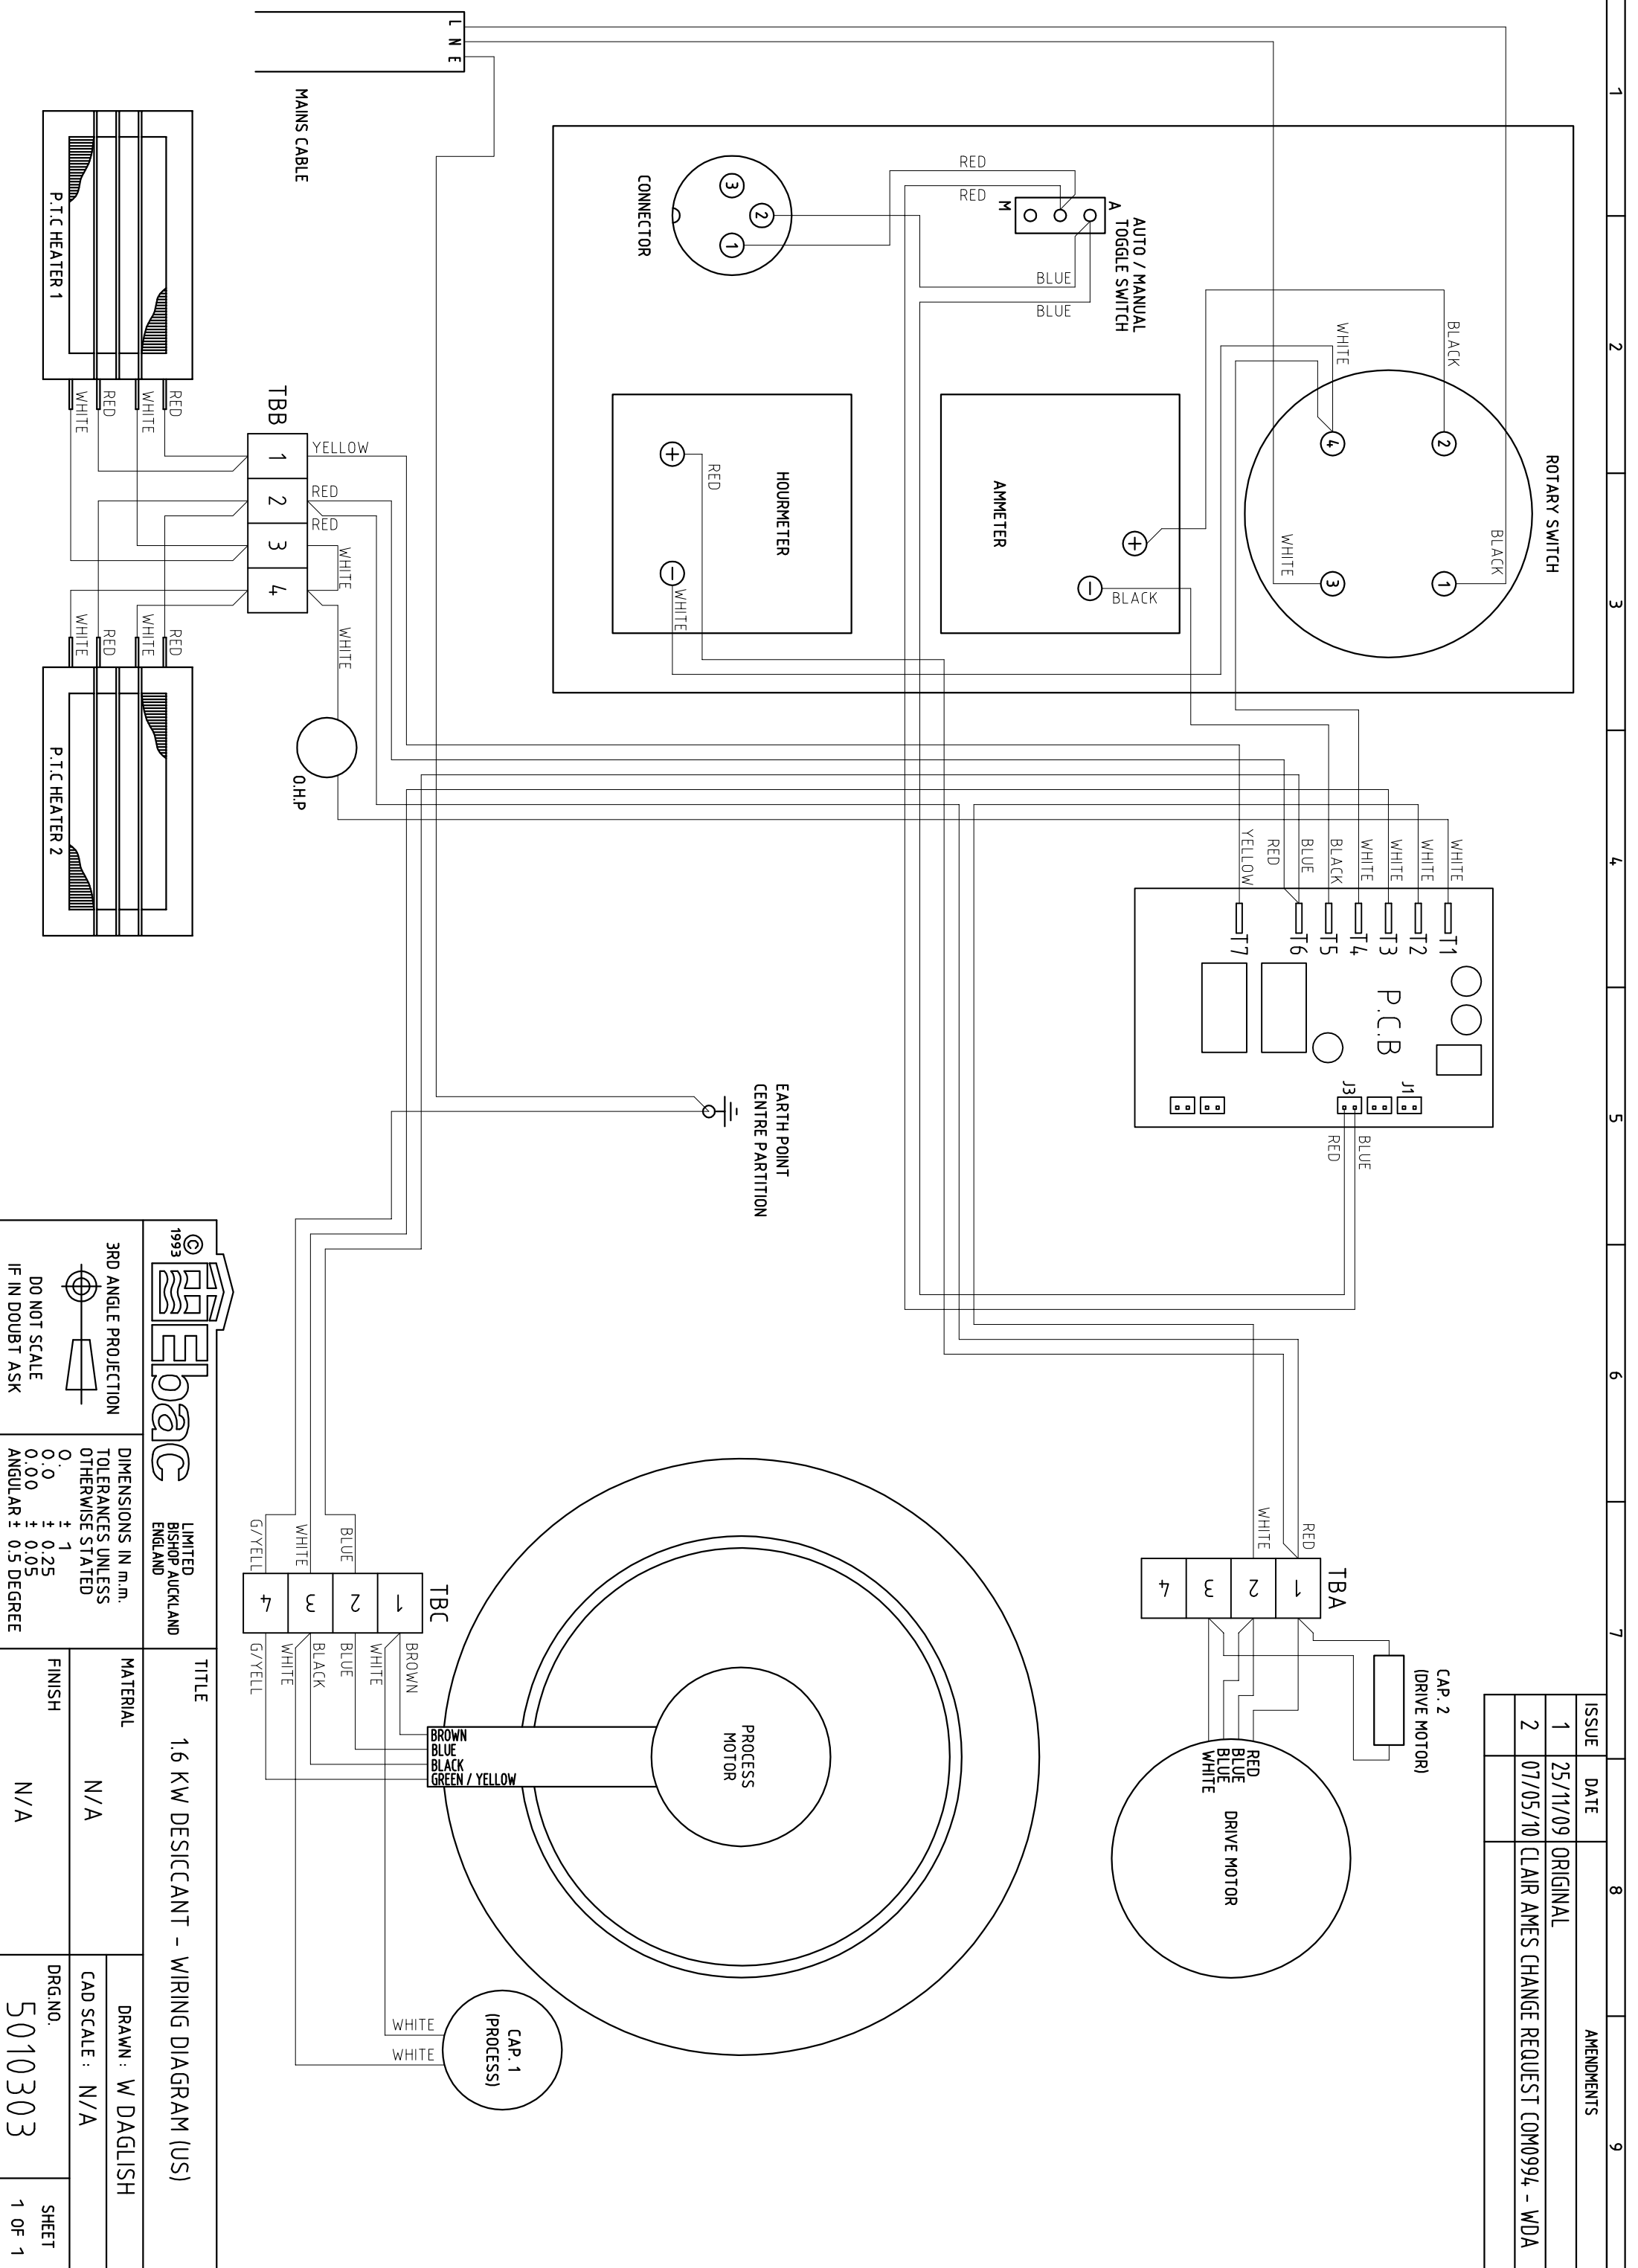 1
2
3
4
5
6
7
8
9
ISSUE
DATE
AMENDMENTS
1
25/11/09
ORIGINAL
2
07/05/10
CLAIR AMES CHANGE REQUEST COM0994 - WDA
L
N
E
MAINS CABLE
ROTARY SWITCH
1
2
3
4
BLACK
BLACK
WHITE
WHITE
AUTO / MANUAL
TOGGLE SWITCH
A
M
RED
RED
BLUE
BLUE
CONNECTOR
1
2
3
AMMETER
+
-
BLACK
HOURMETER
+
-
RED
WHITE
P.C.B
T1
T2
T3
T4
T5
T6
T7
WHITE
WHITE
WHITE
WHITE
BLACK
BLUE
RED
YELLOW
J1
J3
BLUE
RED
EARTH POINT
CENTRE PARTITION
TBB
1
2
3
4
YELLOW
RED
RED
WHITE
WHITE
RED
WHITE
RED
WHITE
RED
WHITE
RED
WHITE
P.T.C HEATER 1
P.T.C HEATER 2
O.H.P
TBA
1
2
3
4
RED
WHITE
CAP. 2
(DRIVE MOTOR)
RED
BLUE
BLUE
WHITE
DRIVE MOTOR
TBC
1
2
3
4
BLUE
WHITE
G/YELL
BROWN
WHITE
BLUE
BLACK
WHITE
G/YELL
BROWN
BLUE
BLACK
GREEN / YELLOW
PROCESS
MOTOR
CAP. 1
(PROCESS)
WHITE
WHITE
© 1993
Ebac
LIMITED
BISHOP AUCKLAND
ENGLAND
3RD ANGLE PROJECTION
DO NOT SCALE
IF IN DOUBT ASK
DIMENSIONS IN m.m.
TOLERANCES UNLESS
OTHERWISE STATED
0. ± 1
0.0 ± 0.25
0.00 ± 0.05
ANGULAR ± 0.5 DEGREE
TITLE
1.6 KW DESICCANT - WIRING DIAGRAM (US)
MATERIAL
N/A
FINISH
N/A
DRAWN : W DAGLISH
CAD SCALE : N/A
DRG.NO.
5010303
SHEET
1 OF 1